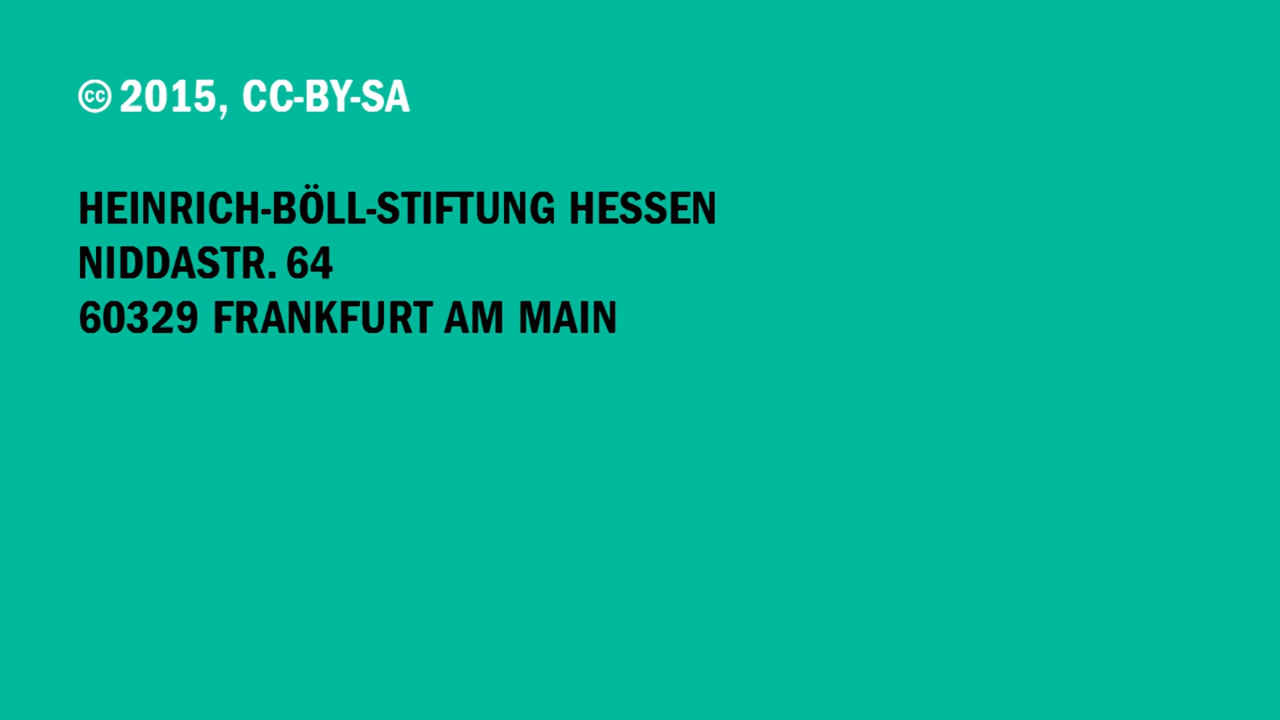 🅭 2015, CC-BY-SA
HEINRICH-BÖLL-STIFTUNG HESSEN
NIDDASTR. 64
60329 FRANKFURT AM MAIN